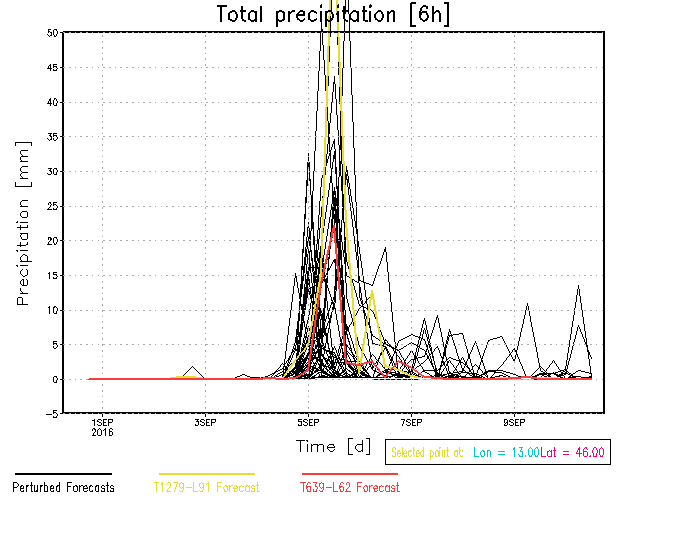 Total precipitation [6h]
Precipitation [mm]
50
45
40
35
30
25
20
15
10
5
0
−5
1SEP 3SEP 5SEP 7SEP 9SEP
2016
Time [d]
Selected point at: Lon = 13.00 Lat = 46.00
Perturbed Forecasts T1279−L91 Forecast T639−L62 Forecast